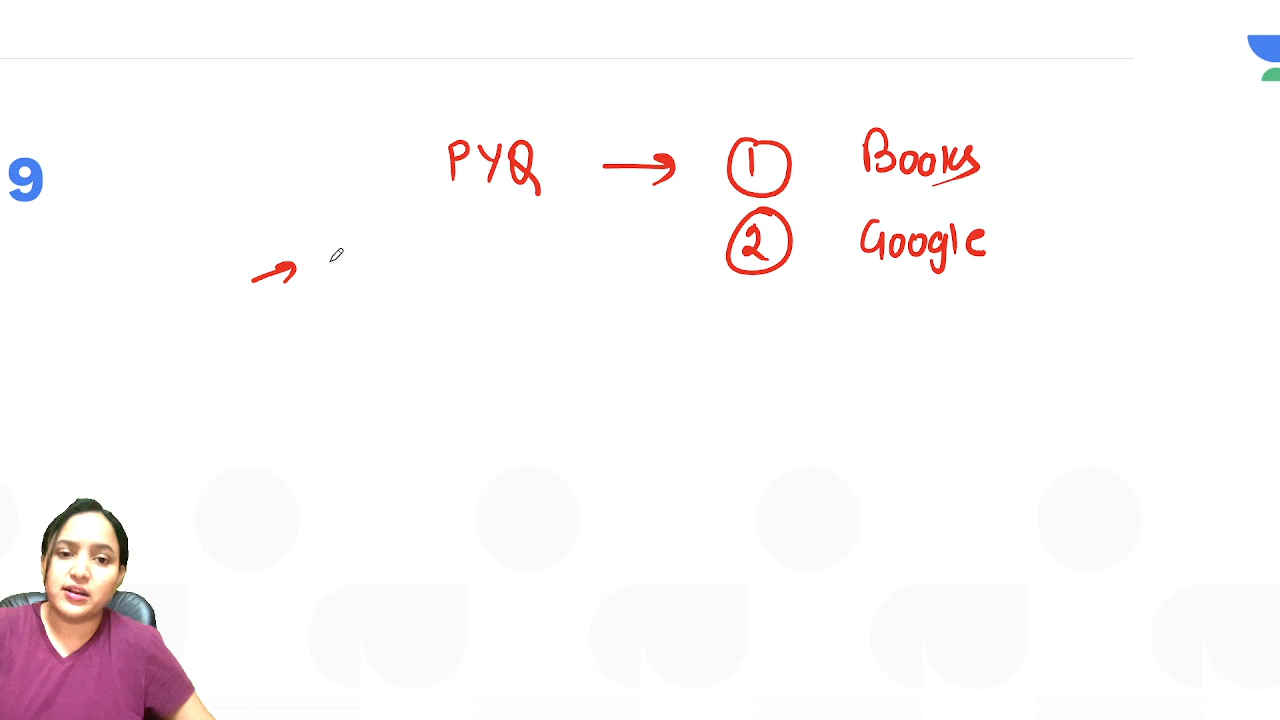 9
PYQ → ① Books
② Google
→